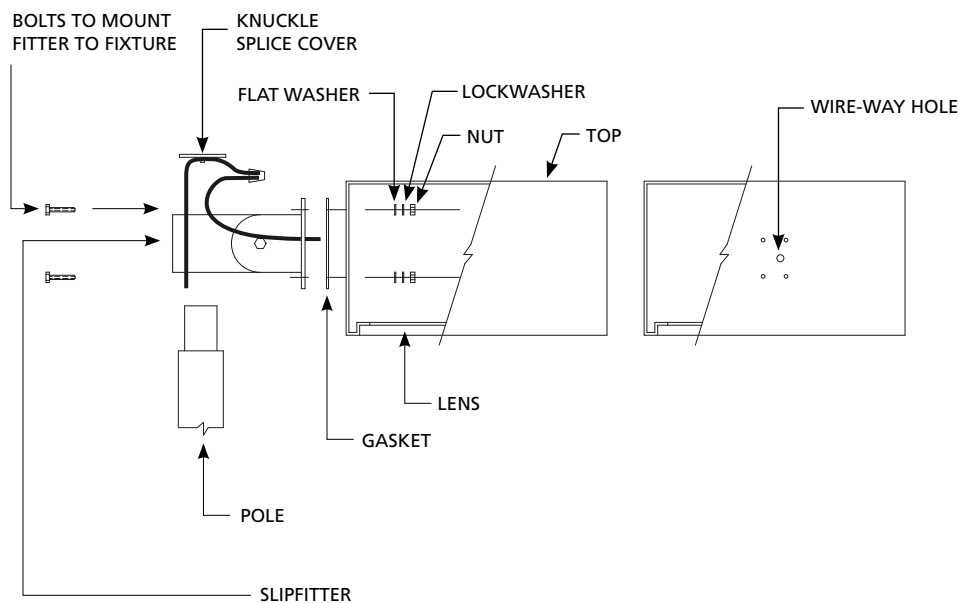 BOLTS TO MOUNT
FITTER TO FIXTURE
KNUCKLE
SPLICE COVER
FLAT WASHER
LOCKWASHER
NUT
TOP
WIRE-WAY HOLE
LENS
GASKET
POLE
SLIPFITTER